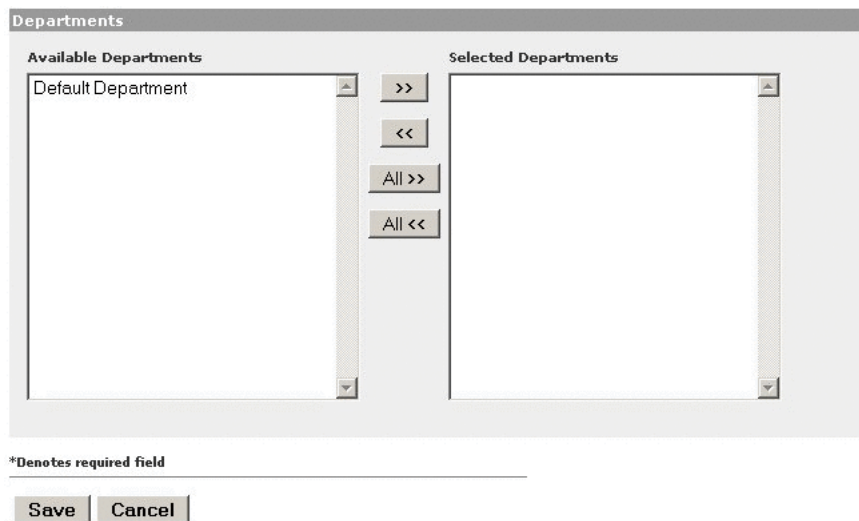 Departments
Available Departments
Selected Departments
Default Department
>>
<<
All >>
All <<
*Denotes required field
Save
Cancel